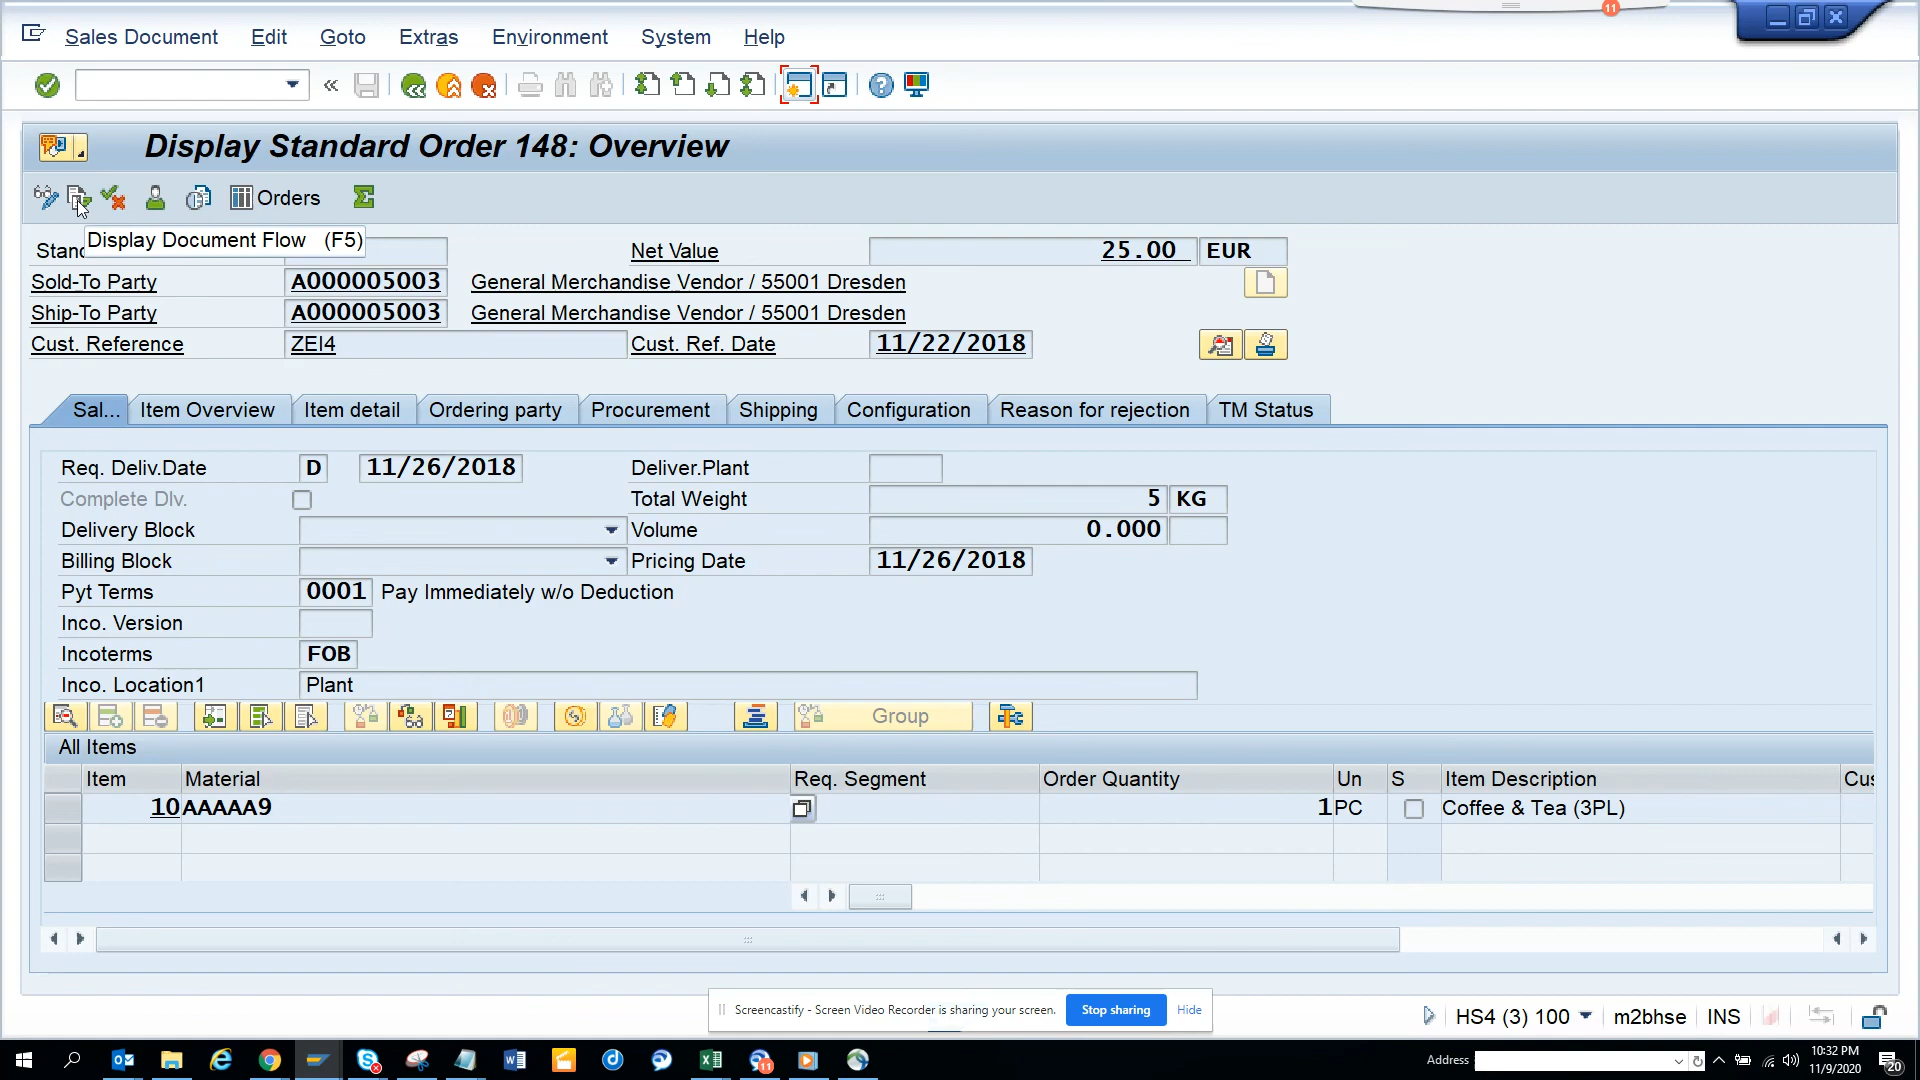 11
Sales Document Edit Goto Extras Environment System Help
Display Standard Order 148: Overview
Orders
Display Document Flow (F5)
Stand
Net Value 25.00 EUR
Sold-To Party A000005003 General Merchandise Vendor / 55001 Dresden
Ship-To Party A000005003 General Merchandise Vendor / 55001 Dresden
Cust. Reference ZEI4 Cust. Ref. Date 11/22/2018
Sal... Item Overview Item detail Ordering party Procurement Shipping Configuration Reason for rejection TM Status
Req. Deliv.Date D 11/26/2018 Deliver.Plant
Complete Dlv. Total Weight 5 KG
Delivery Block Volume 0.000
Billing Block Pricing Date 11/26/2018
Pyt Terms 0001 Pay Immediately w/o Deduction
Inco. Version
Incoterms FOB
Inco. Location1 Plant
Group
All Items
Item Material Req. Segment Order Quantity Un S Item Description Cus
10 AAAAA9 1 PC Coffee & Tea (3PL)
Screencastify - Screen Video Recorder is sharing your screen. Stop sharing Hide
HS4 (3) 100 m2bhse INS
Address 10:32 PM
11/9/2020
11
20